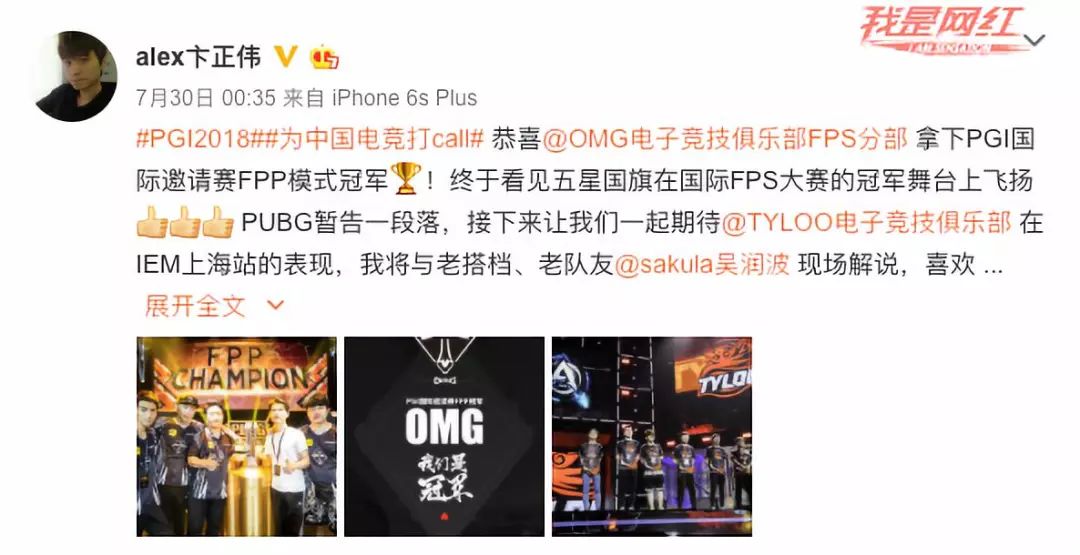 我是网红
I AM SENSATION
alex卞正伟
7月30日 00:35 来自 iPhone 6s Plus
#PGI2018##为中国电竞打call# 恭喜@OMG电子竞技俱乐部FPS分部 拿下PGI国
际邀请赛FPP模式冠军🏆！终于看见五星国旗在国际FPS大赛的冠军舞台上飞扬
👍👍👍 PUBG暂告一段落，接下来让我们一起期待@TYLOO电子竞技俱乐部 在
IEM上海站的表现，我将与老搭档、老队友@sakula吴润波 现场解说，喜欢 ...
展开全文
FPP
CHAMPION
OMG
我们是
冠军
TYLOO